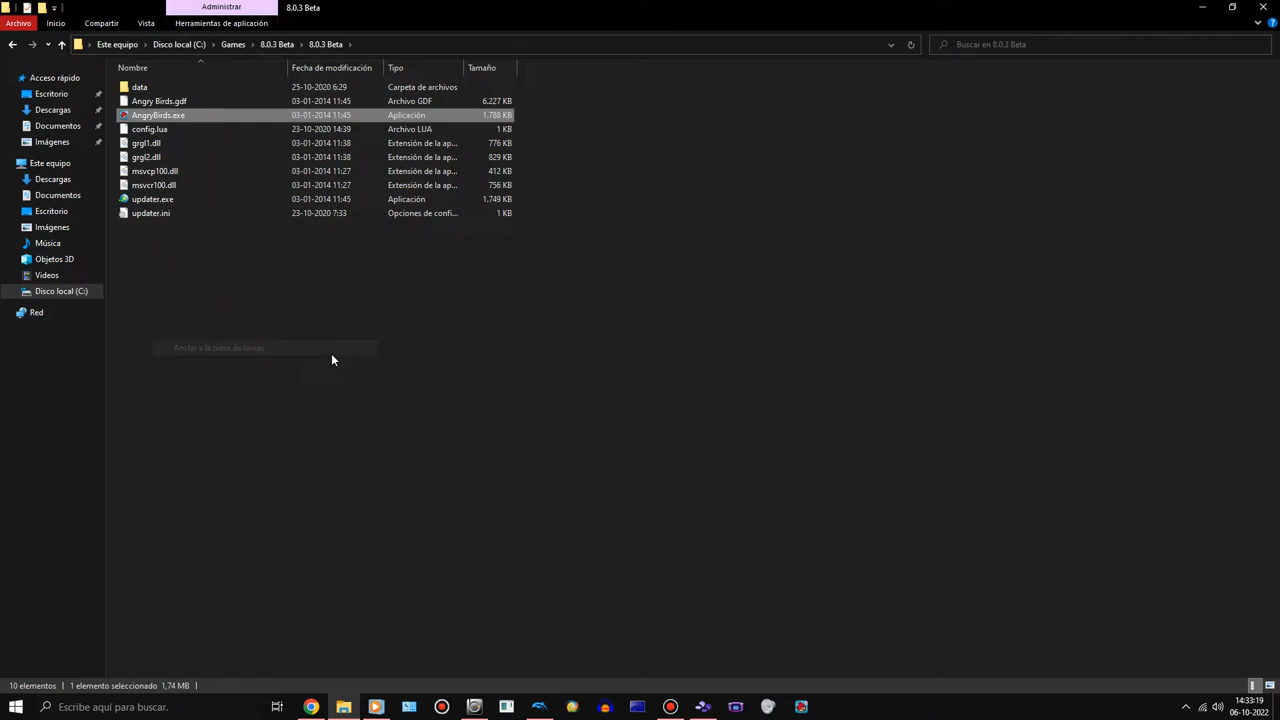 Administrar
8.0.3 Beta
Archivo
Inicio
Compartir
Vista
Herramientas de aplicación
Este equipo
Disco local (C:)
Games
8.0.3 Beta
8.0.3 Beta
Buscar en 8.0.3 Beta
Nombre
Fecha de modificación
Tipo
Tamaño
data 25-10-2020 6:29 Carpeta de archivos
Angry Birds.gdf 03-01-2014 11:45 Archivo GDF 6.227 KB
AngryBirds.exe 03-01-2014 11:45 Aplicación 1.788 KB
config.lua 23-10-2020 14:39 Archivo LUA 1 KB
grgl1.dll 03-01-2014 11:38 Extensión de la ap... 776 KB
grgl2.dll 03-01-2014 11:38 Extensión de la ap... 829 KB
msvcp100.dll 03-01-2014 11:27 Extensión de la ap... 412 KB
msvcr100.dll 03-01-2014 11:27 Extensión de la ap... 756 KB
updater.exe 03-01-2014 11:45 Aplicación 1.749 KB
updater.ini 23-10-2020 7:33 Opciones de confi... 1 KB
Acceso rápido
Escritorio
Descargas
Documentos
Imágenes
Este equipo
Descargas
Documentos
Escritorio
Imágenes
Música
Objetos 3D
Videos
Disco local (C:)
Red
Anclar a la barra de tareas
10 elementos
1 elemento seleccionado 1,74 MB
Escribe aquí para buscar.
14:33:19
06-10-2022